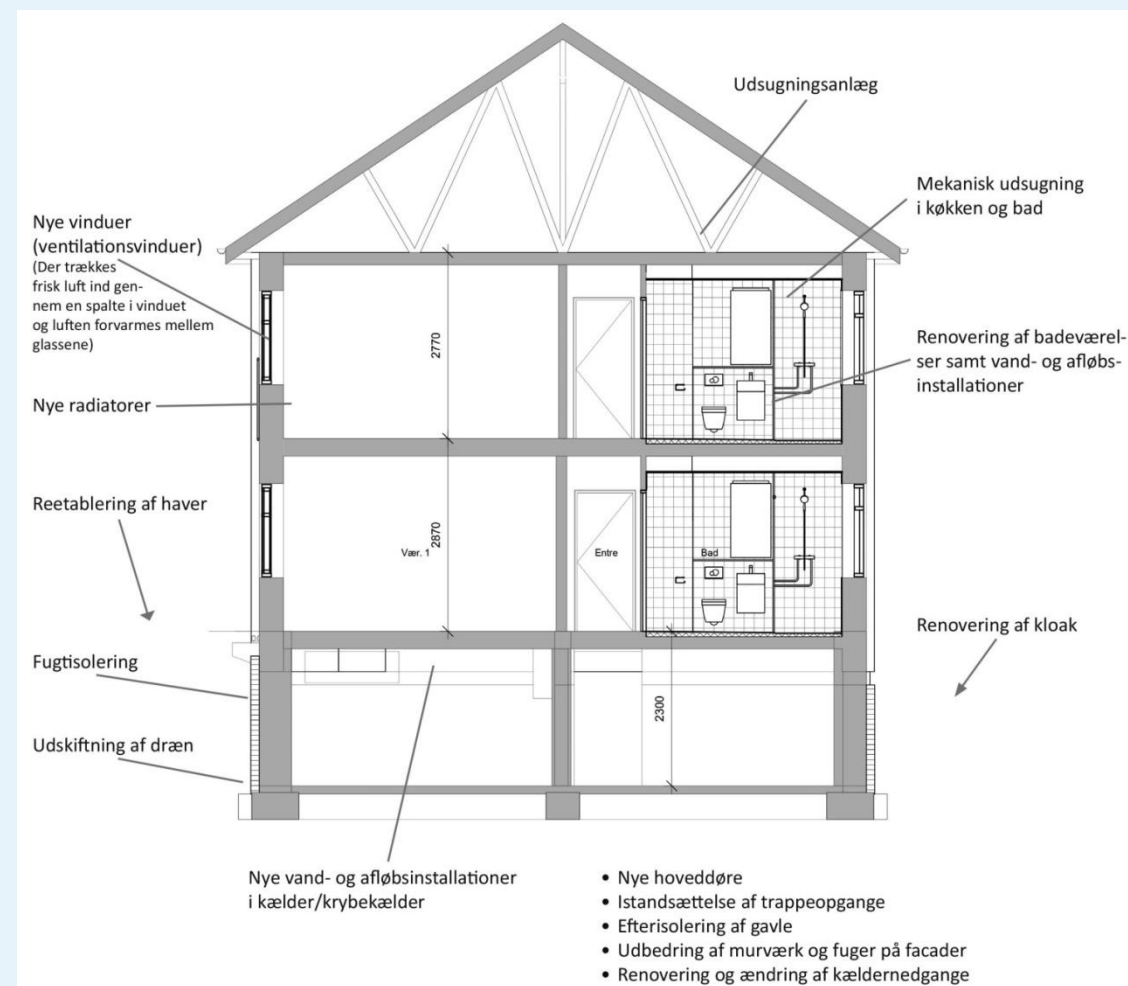 Udsugningsanlæg
Mekanisk udsugning
i køkken og bad
Nye vinduer
(ventilationsvinduer)
(Der trækkes
frisk luft ind gen-
nem en spalte i vinduet
og luften forvarmes mellem
glassene)
2770
Renovering af badeværel-
ser samt vand- og afløbs-
installationer
Nye radiatorer
Reetablering af haver
2870
Vær. 1
Entre
Bad
Renovering af kloak
Fugtisolering
2300
Udskiftning af dræn
Nye vand- og afløbsinstallationer
i kælder/krybekælder
• Nye hoveddøre
• Istandsættelse af trappeopgange
• Efterisolering af gavle
• Udbedring af murværk og fuger på facader
• Renovering og ændring af kældernedgange